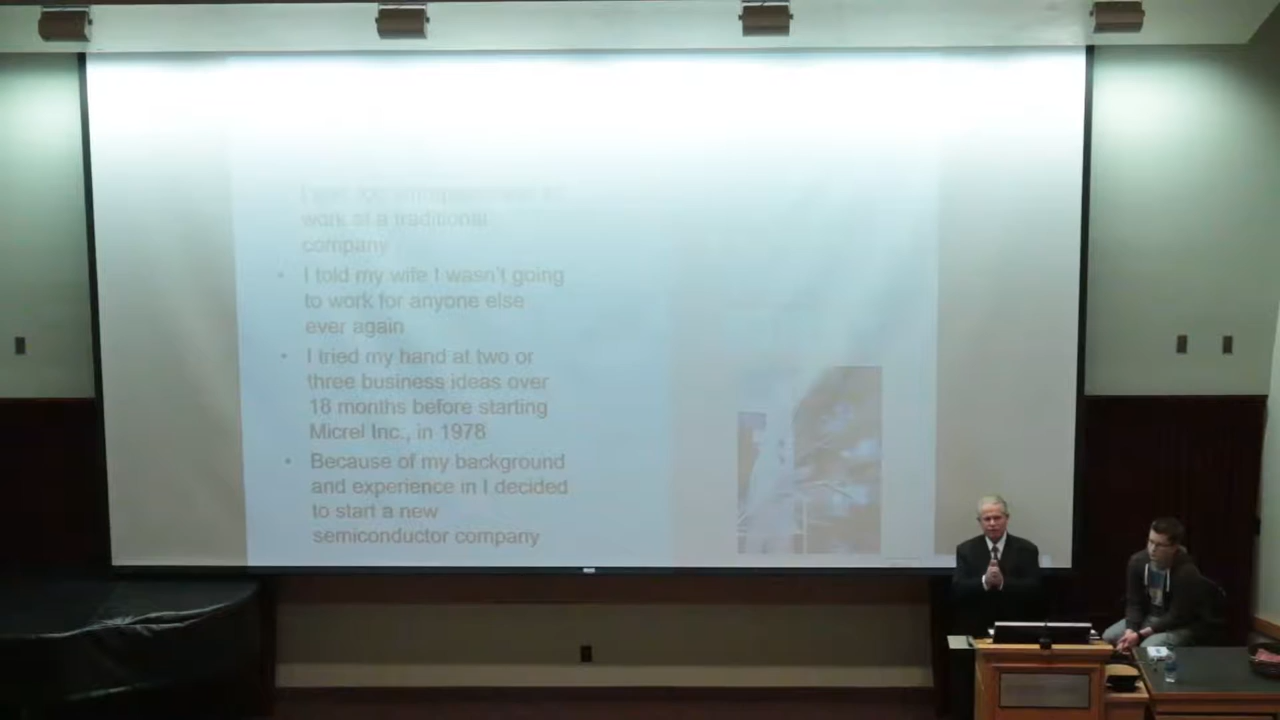 work at a traditional
company
• I told my wife I wasn't going
to work for anyone else
ever again
• I tried my hand at two or
three business ideas over
18 months before starting
Micrel Inc., in 1978
• Because of my background
and experience in I decided
to start a new
semiconductor company